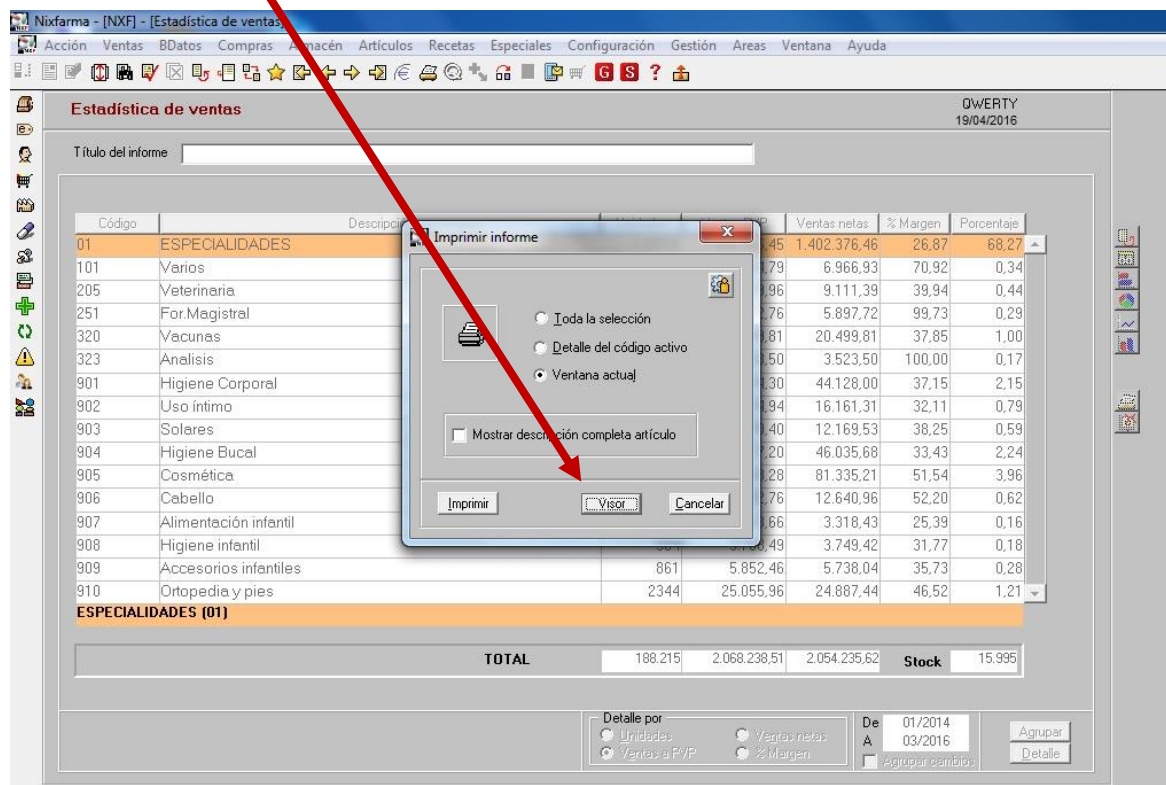 Nixfarma - [NXF] - [Estadística de ventas]
Acción Ventas BDatos Compras Almacén Artículos Recetas Especiales Configuración Gestión Areas Ventana Ayuda
G S ?
Estadística de ventas
QWERTY
19/04/2016
Título del informe
Código Ventas netas % Margen Porcentaje
01 ESPECIALIDADES 1.402.376,46 26,87 68,27
101 Varios 6.966,93 70,92 0,34
205 Veterinaria 9.111,39 39,94 0,44
251 For.Magistral 5.897,72 99,73 0,29
320 Vacunas 20.499,81 37,85 1,00
323 Analisis 3.523,50 100,00 0,17
901 Higiene Corporal 44.128,00 37,15 2,15
902 Uso íntimo 16.161,31 32,11 0,79
903 Solares 12.169,53 38,25 0,59
904 Higiene Bucal 46.035,68 33,43 2,24
905 Cosmética 81.335,21 51,54 3,96
906 Cabello 12.640,96 52,20 0,62
907 Alimentación infantil 3.318,43 25,39 0,16
908 Higiene infantil 3.749,42 31,77 0,18
909 Accesorios infantiles 861 5.852,46 5.738,04 35,73 0,28
910 Ortopedia y pies 2344 25.055,96 24.887,44 46,52 1,21
ESPECIALIDADES (01)
TOTAL 188.215 2.068.238,51 2.054.235,62 Stock 15.995
Imprimir informe
Toda la selección
Detalle del código activo
Ventana actual
Mostrar descripción completa artículo
Imprimir Visor Cancelar
Detalle por
Unidades Ventas netas
Ventas a PVP % Margen
De 01/2014
A 03/2016
Agrupar cambios
Agrupar
Detalle